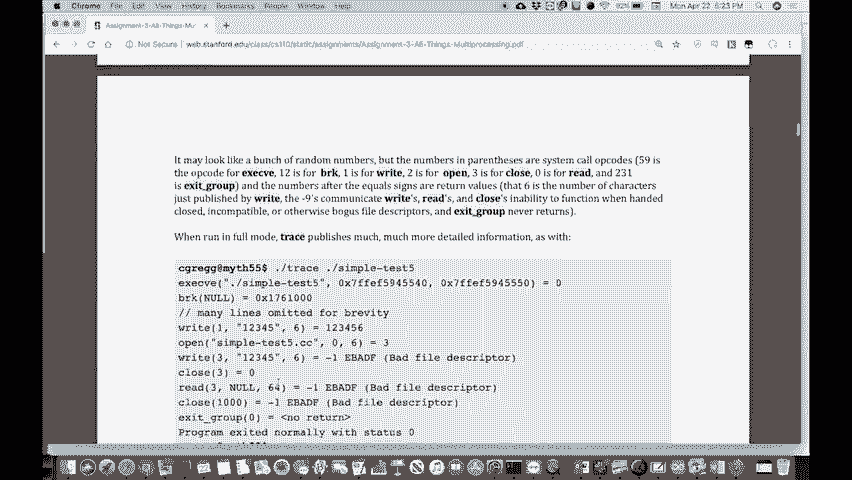 Chrome File Edit View History Bookmarks People Window Help
92% Mon Apr 22 6:23 PM
Assignment-3-All-Things-Mu
Not Secure | web.stanford.edu/class/cs110/static/assignments/Assignment-3-All-Things-Multiprocessing.pdf
It may look like a bunch of random numbers, but the numbers in parentheses are system call opcodes (59 is
the opcode for execve, 12 is for brk, 1 is for write, 2 is for open, 3 is for close, 0 is for read, and 231
is exit_group) and the numbers after the equals signs are return values (that 6 is the number of characters
just published by write, the -9's communicate write's, read's, and close's inability to function when handed
closed, incompatible, or otherwise bogus file descriptors, and exit_group never returns).
When run in full mode, trace publishes much, much more detailed information, as with:
cgregg@myth55$ ./trace ./simple-test5
execve("./simple-test5", 0x7ffef5945540, 0x7ffef5945550) = 0
brk(NULL) = 0x1761000
// many lines omitted for brevity
write(1, "12345", 6) = 123456
open("simple-test5.cc", 0, 6) = 3
write(3, "12345", 6) = -1 EBADF (Bad file descriptor)
close(3) = 0
read(3, NULL, 64) = -1 EBADF (Bad file descriptor)
close(1000) = -1 EBADF (Bad file descriptor)
exit_group(0) = <no return>
Program exited normally with status 0